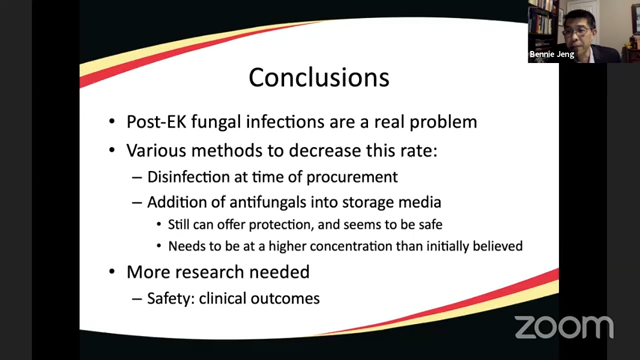 Bennie Jeng
Conclusions
• Post-EK fungal infections are a real problem
• Various methods to decrease this rate:
– Disinfection at time of procurement
– Addition of antifungals into storage media
• Still can offer protection, and seems to be safe
• Needs to be at a higher concentration than initially believed
• More research needed
– Safety: clinical outcomes
zoom